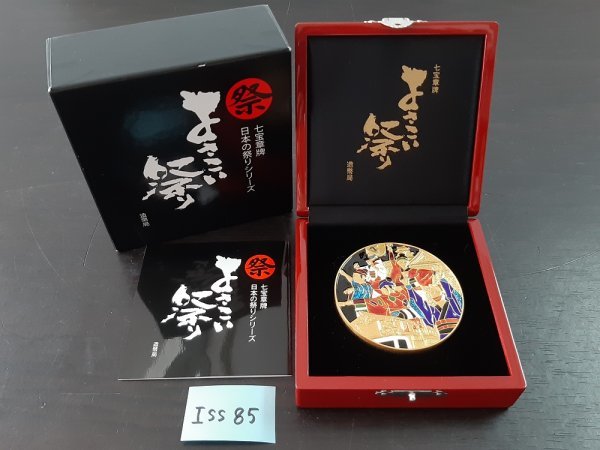 祭
七宝章牌
日本の祭りシリーズ
よさこい祭り
造幣局
七宝章牌
よさこい祭り
造幣局
祭
七宝章牌
日本の祭りシリーズ
よさこい祭り
造幣局
ISS 85